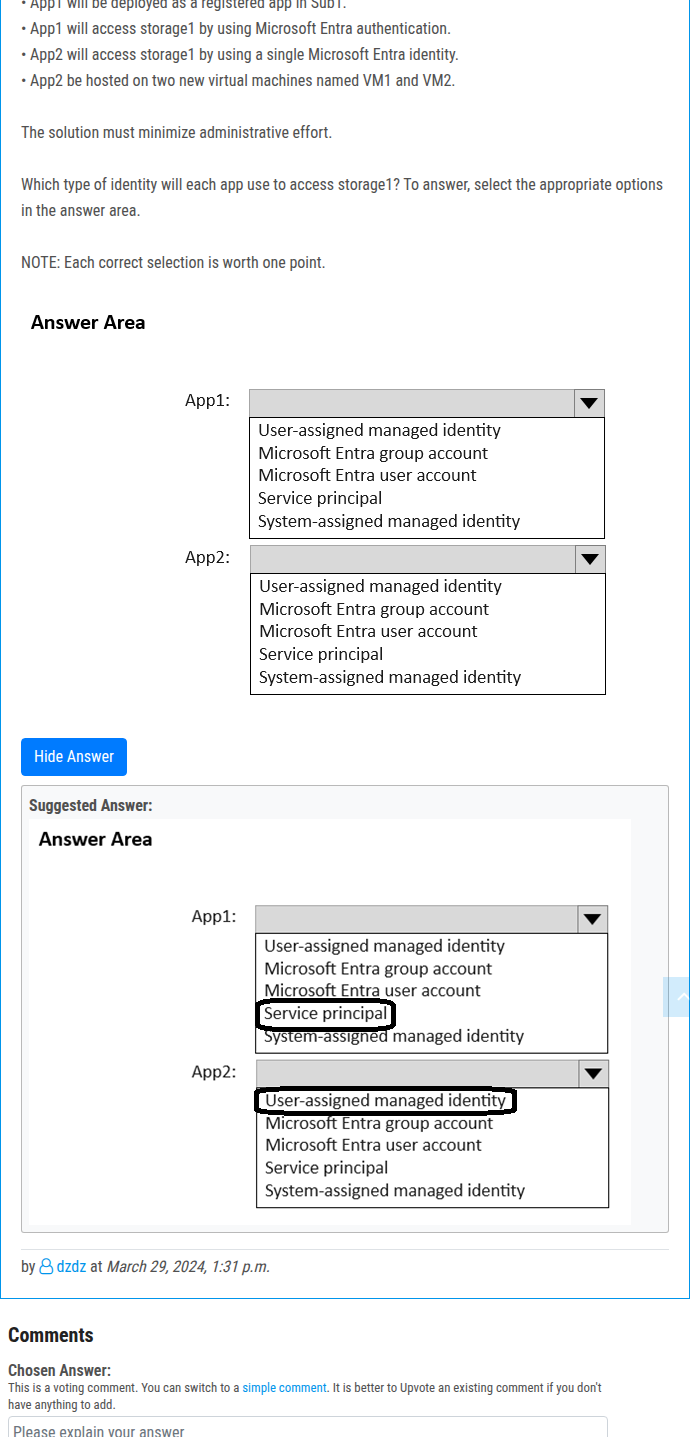 • App1 will be deployed as a registered app in Sub1.
• App1 will access storage1 by using Microsoft Entra authentication.
• App2 will access storage1 by using a single Microsoft Entra identity.
• App2 be hosted on two new virtual machines named VM1 and VM2.
The solution must minimize administrative effort.
Which type of identity will each app use to access storage1? To answer, select the appropriate options
in the answer area.
NOTE: Each correct selection is worth one point.
Answer Area
App1:
User-assigned managed identity
Microsoft Entra group account
Microsoft Entra user account
Service principal
System-assigned managed identity
App2:
User-assigned managed identity
Microsoft Entra group account
Microsoft Entra user account
Service principal
System-assigned managed identity
Hide Answer
Suggested Answer:
Answer Area
App1:
User-assigned managed identity
Microsoft Entra group account
Microsoft Entra user account
Service principal
System-assigned managed identity
App2:
User-assigned managed identity
Microsoft Entra group account
Microsoft Entra user account
Service principal
System-assigned managed identity
by dzdz at March 29, 2024, 1:31 p.m.
Comments
Chosen Answer:
This is a voting comment. You can switch to a simple comment. It is better to Upvote an existing comment if you don't
have anything to add.
Please explain your answer